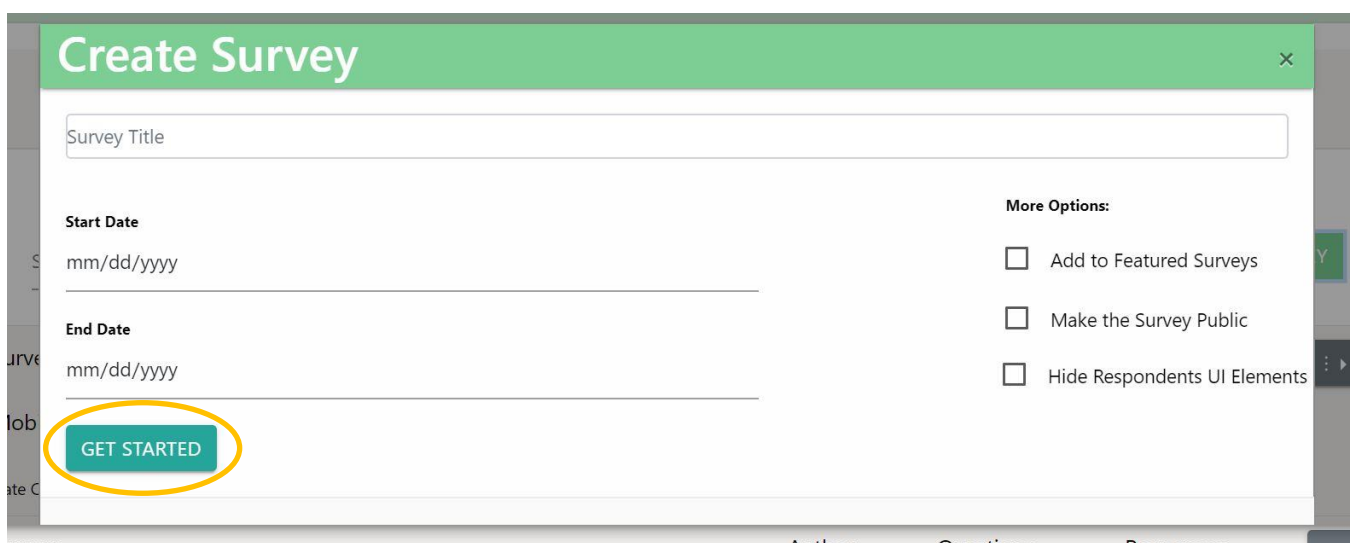 Create Survey
×
Survey Title
Start Date
mm/dd/yyyy
End Date
mm/dd/yyyy
GET STARTED
More Options:
Add to Featured Surveys
Make the Survey Public
Hide Respondents UI Elements